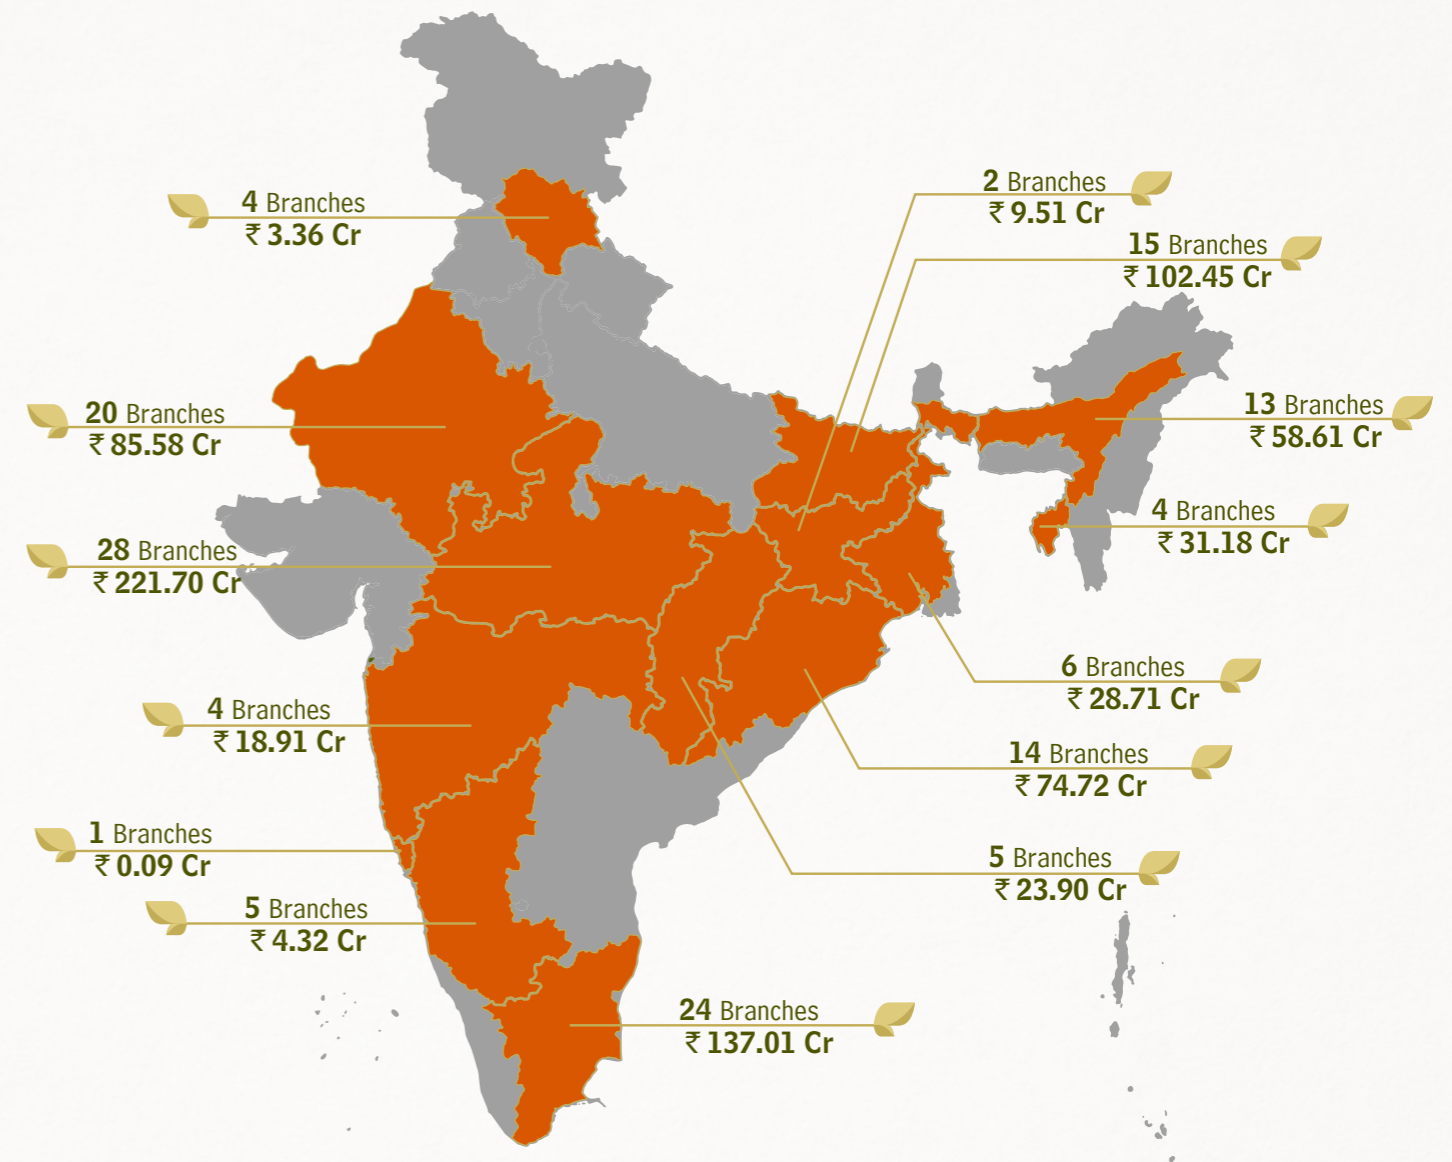 4 Branches
₹ 3.36 Cr
20 Branches
₹ 85.58 Cr
28 Branches
₹ 221.70 Cr
4 Branches
₹ 18.91 Cr
1 Branches
₹ 0.09 Cr
5 Branches
₹ 4.32 Cr
2 Branches
₹ 9.51 Cr
15 Branches
₹ 102.45 Cr
13 Branches
₹ 58.61 Cr
4 Branches
₹ 31.18 Cr
6 Branches
₹ 28.71 Cr
14 Branches
₹ 74.72 Cr
5 Branches
₹ 23.90 Cr
24 Branches
₹ 137.01 Cr